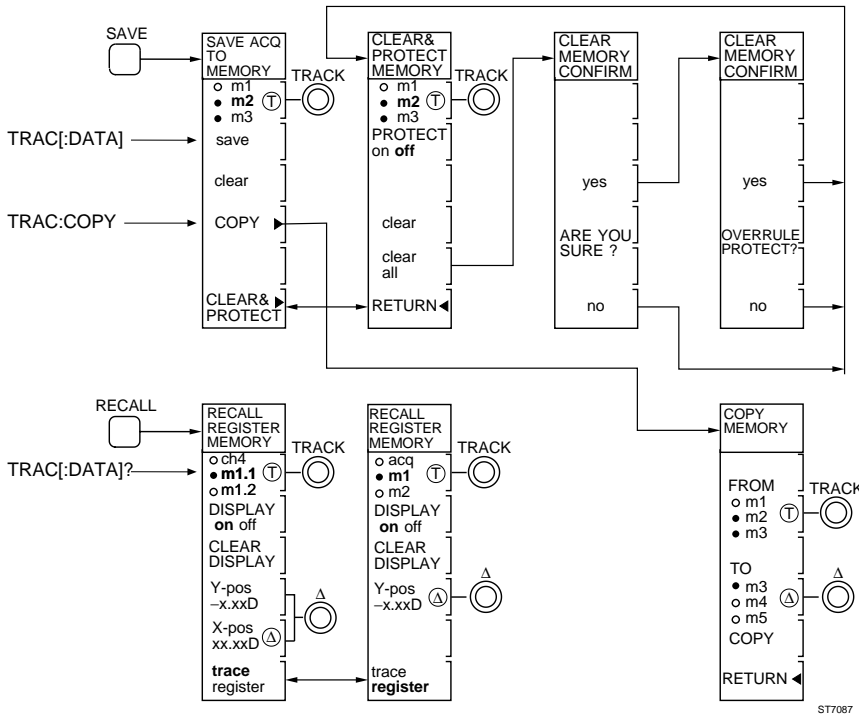 SAVE
SAVE ACQ
TO
MEMORY
m1
m2 T
m3
TRACK
TRAC[:DATA]
save
clear
TRAC:COPY
COPY
CLEAR&
PROTECT
CLEAR&
PROTECT
MEMORY
m1
m2 T
m3
TRACK
PROTECT
on off
clear
clear
all
RETURN
CLEAR
MEMORY
CONFIRM
yes
ARE YOU
SURE ?
no
CLEAR
MEMORY
CONFIRM
yes
OVERRULE
PROTECT?
no
RECALL
RECALL
REGISTER
MEMORY
TRAC[:DATA]?
ch4
m1.1 T
m1.2
TRACK
DISPLAY
on off
CLEAR
DISPLAY
Y-pos
–x.xxD
X-pos
xx.xxD Δ
Δ
trace
register
RECALL
REGISTER
MEMORY
acq
m1 T
m2
TRACK
DISPLAY
on off
CLEAR
DISPLAY
Y-pos
–x.xxD Δ
Δ
trace
register
COPY
MEMORY
FROM
m1
m2 T
m3
TRACK
TO
m3
m4 Δ
m5
Δ
COPY
RETURN
ST7087